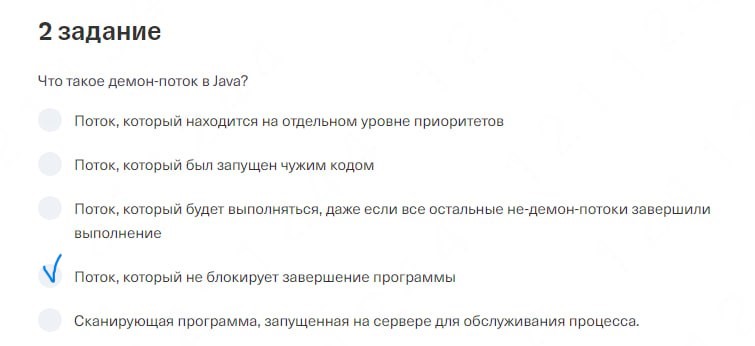 2 задание
Что такое демон-поток в Java?
Поток, который находится на отдельном уровне приоритетов
Поток, который был запущен чужим кодом
Поток, который будет выполняться, даже если все остальные не-демон-потоки завершили
выполнение
Поток, который не блокирует завершение программы
Сканирующая программа, запущенная на сервере для обслуживания процесса.